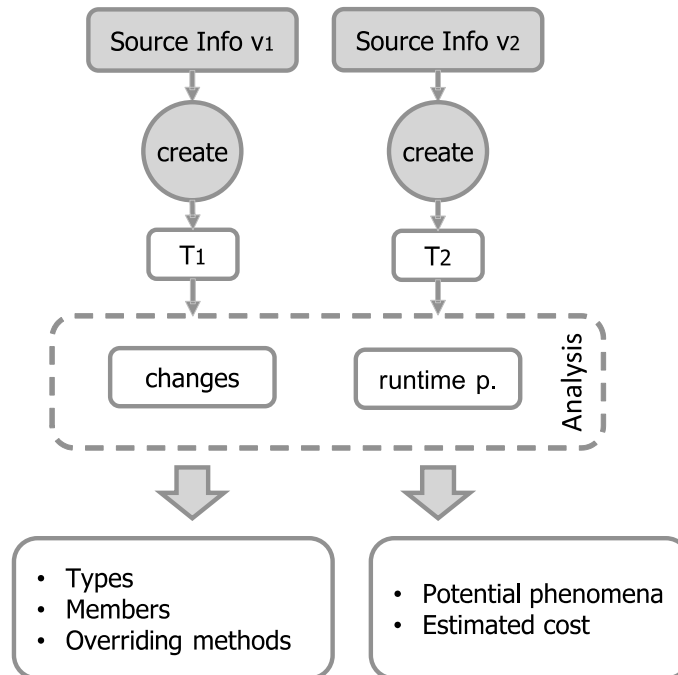 Source Info v1
Source Info v2
create
create
T1
T2
changes
runtime p.
Analysis
• Types
• Members
• Overriding methods
• Potential phenomena
• Estimated cost